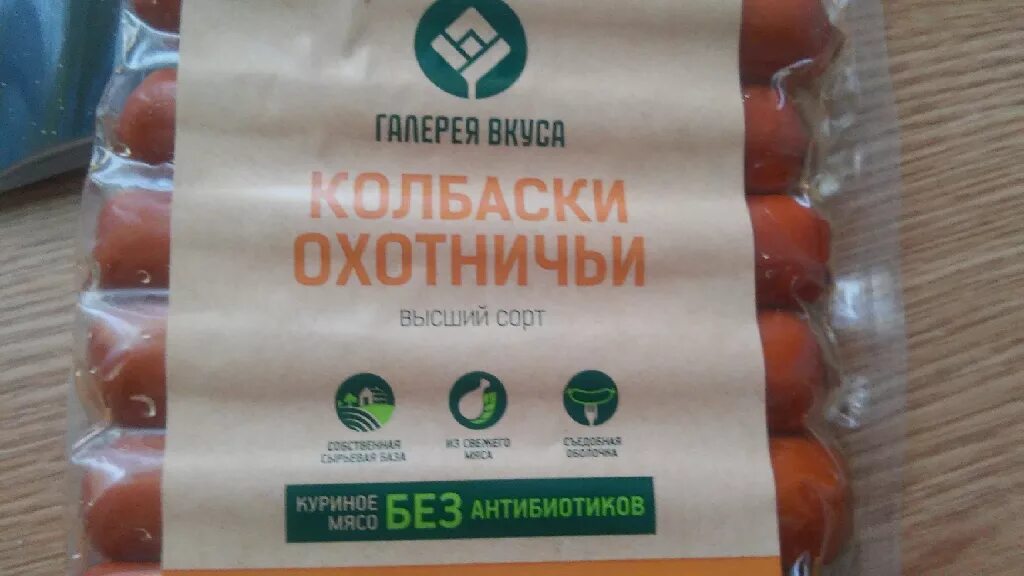 ГАЛЕРЕЯ ВКУСА
КОЛБАСКИ
ОХОТНИЧЬИ
ВЫСШИЙ СОРТ
СОБСТВЕННАЯ
СЫРЬЕВАЯ БАЗА
ИЗ СВЕЖЕГО
МЯСА
СЪЕДОБНАЯ
ОБОЛОЧКА
КУРИНОЕ
МЯСО БЕЗ АНТИБИОТИКОВ